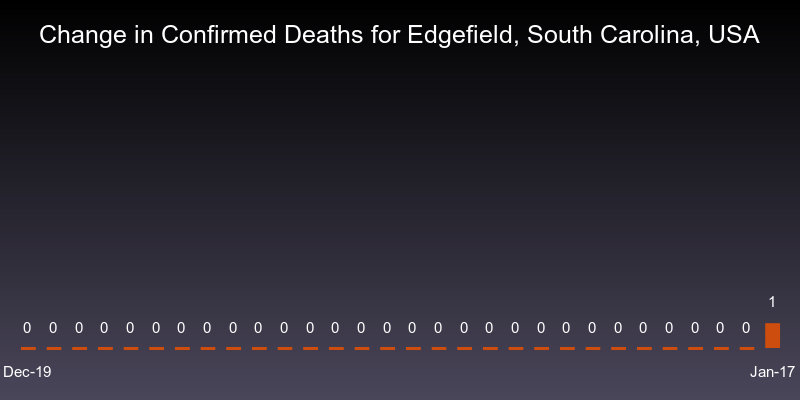 Change in Confirmed Deaths for Edgefield, South Carolina, USA
1
0 0 0 0 0 0 0 0 0 0 0 0 0 0 0 0 0 0 0 0 0 0 0 0 0 0 0 0 0
Dec-19 Jan-17